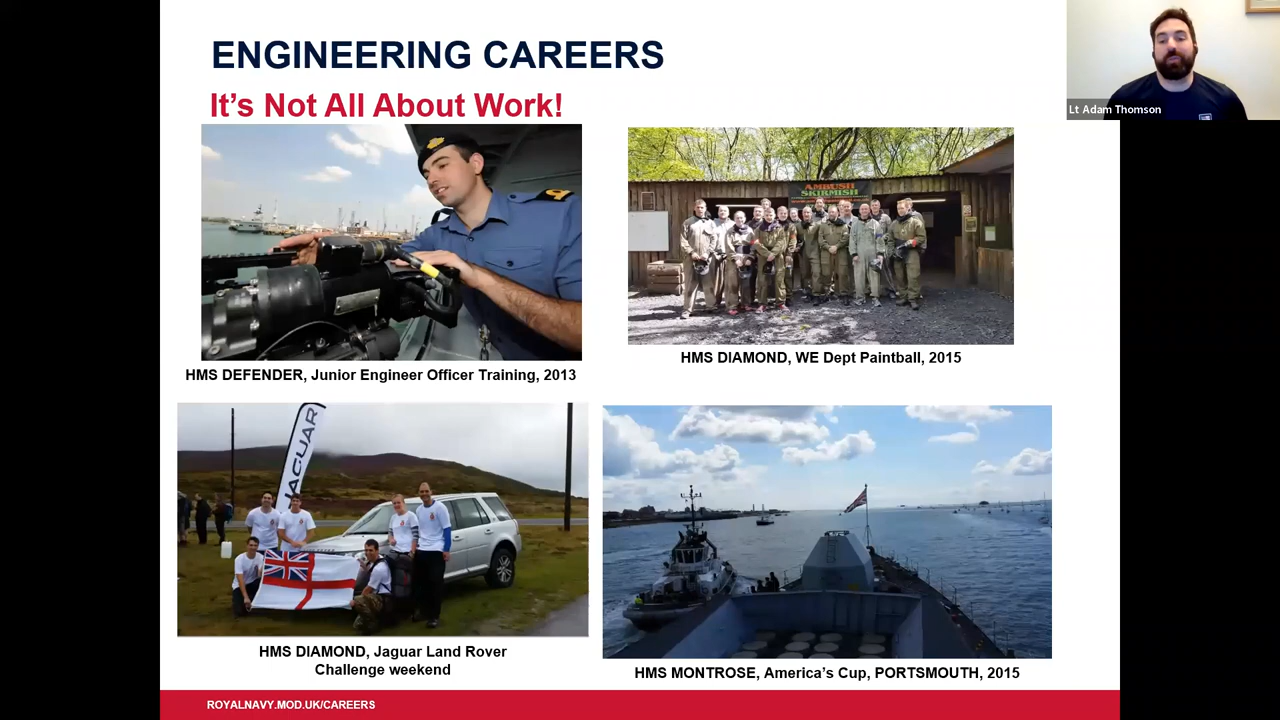 ENGINEERING CAREERS
It's Not All About Work!
Lt Adam Thomson
AMBUSH
SKIRMISH
HMS DEFENDER, Junior Engineer Officer Training, 2013
HMS DIAMOND, WE Dept Paintball, 2015
JAGUAR
HMS DIAMOND, Jaguar Land Rover
Challenge weekend
HMS MONTROSE, America's Cup, PORTSMOUTH, 2015
ROYALNAVY.MOD.UK/CAREERS